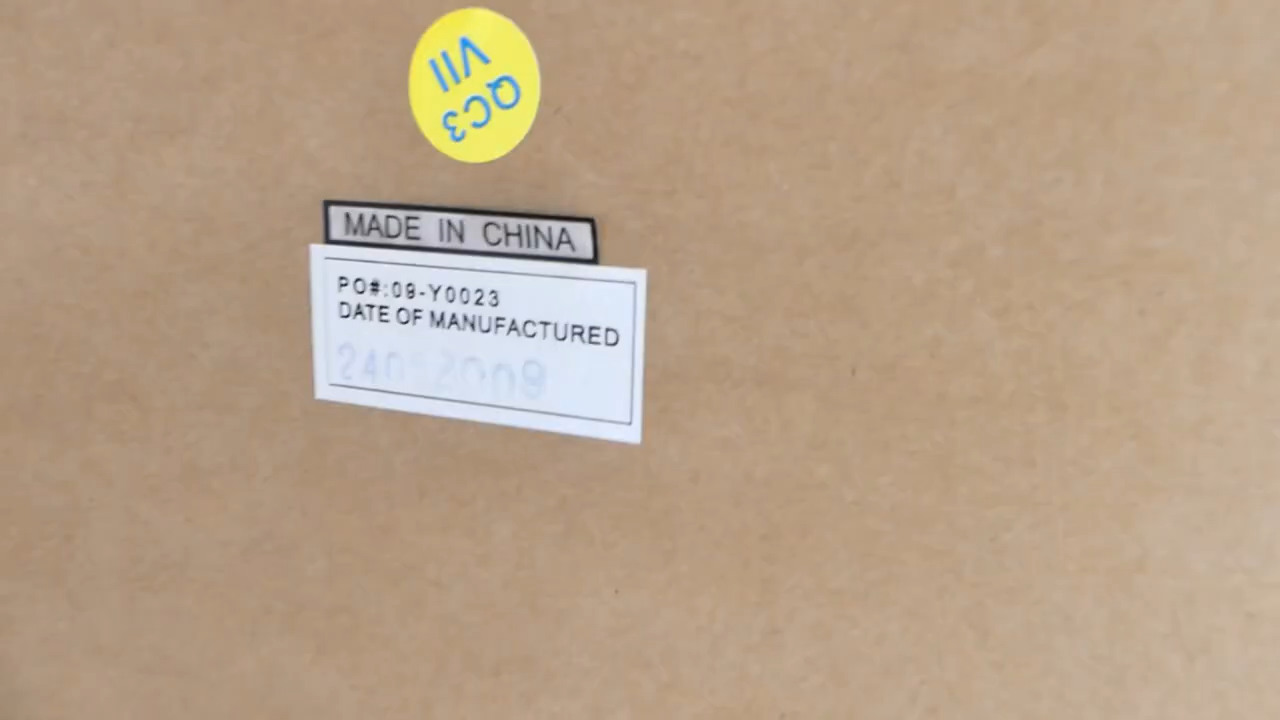 QC3
VII
MADE IN CHINA
PO#:09-Y0023
DATE OF MANUFACTURED